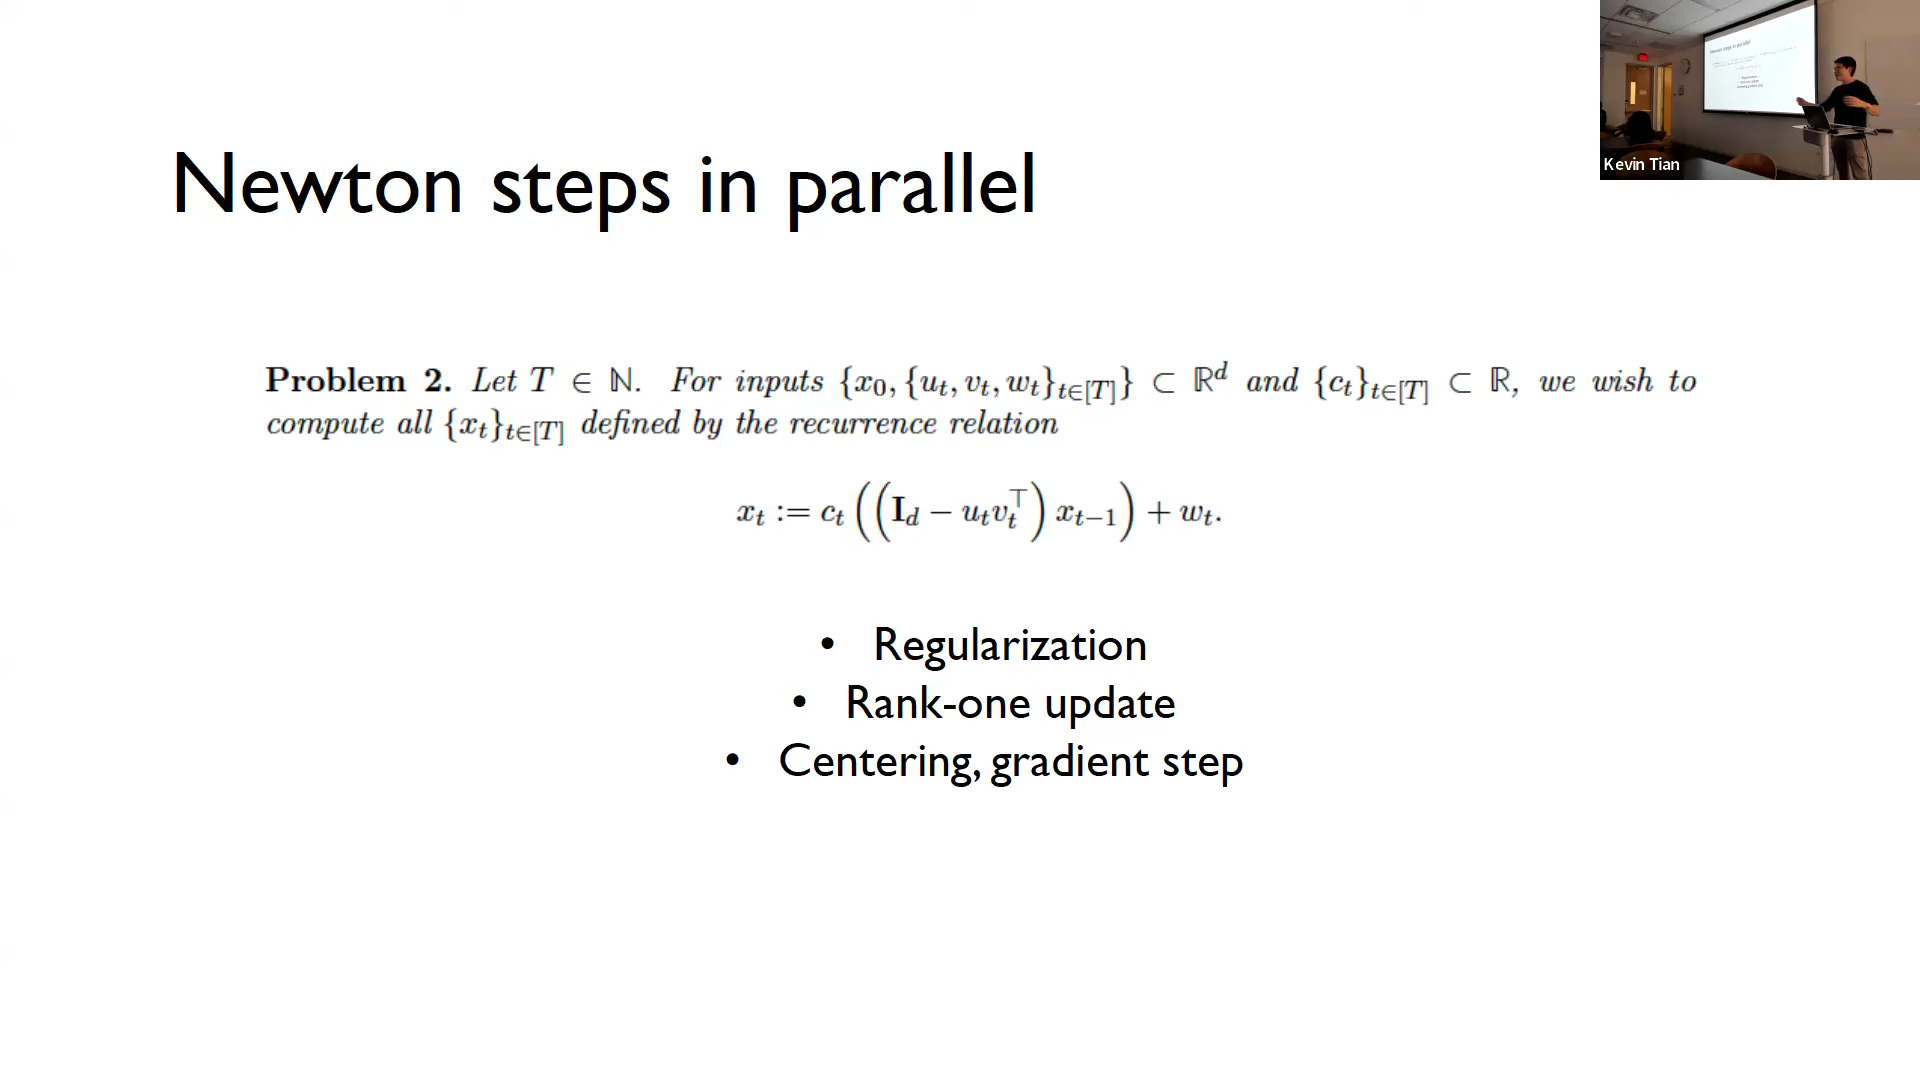 Newton steps in parallel
Problem 2. Let T ∈ ℕ. For inputs {x₀, {uₜ, vₜ, wₜ}ₜ∈[T]} ⊂ ℝᵈ and {cₜ}ₜ∈[T] ⊂ ℝ, we wish to
compute all {xₜ}ₜ∈[T] defined by the recurrence relation
xₜ := cₜ ((I_d − uₜvₜ^⊤) xₜ₋₁) + wₜ.
• Regularization
• Rank-one update
• Centering, gradient step
Kevin Tian